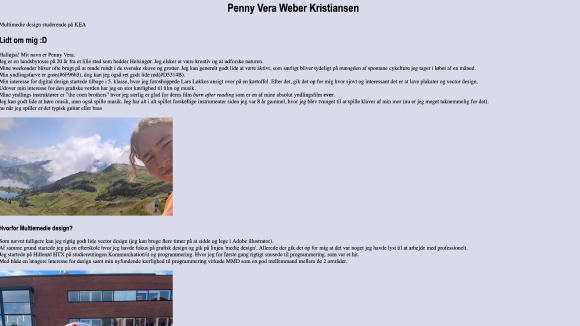 Penny Vera Weber Kristiansen
Multimedie design studerende på KEA
Lidt om mig :D
Halløjsa! Mit navn er Penny Vera.
Jeg er en landsbytosse på 20 år fra et lille sted som hedder Helsingør. Jeg elsker at være kreativ og at udforske naturen.
Mine weekender bliver ofte brugt på at rende rundt i de svenske skove og grotter. Jeg kan generelt godt lide at være aktiv, som særligt bliver tydeligt på mængden af spontane cykelture jeg tager i løbet af en måned.
Min yndlingsfarve er grøn(#6F9663), dog kan jeg også ret godt lide rød(#D5314B).
Min interesse for digital design startede tilbage i 5. klasse, hvor jeg fotoshoppede Lars Løkkes ansigt over på en kartoffel. Efter det, gik det op for mig hvor sjovt og interessant det er at lave plakater og vector design.
Udover min interesse for den grafiske verden har jeg en stor kærlighed til film og musik.
Mine yndlings instruktører er "the coen brothers" hvor jeg særlig er glad for deres film burn after reading som er en af mine absolut yndlingsfilm ever.
Jeg kan godt lide at høre musik, men også spille musik. Jeg har alt i alt spillet forskellige instrumenter siden jeg var 8 år gammel, hvor jeg blev tvunget til at spille klaver af min mor (nu er jeg meget taknemmelig for det).
nu når jeg spiller er det typisk guitar eller bass
Hvorfor Multiemedie design?
Som nævnt tidligere kan jeg rigtig godt lide vector design (jeg kan bruge flere timer på at sidde og lege i Adobe illustrator).
Af samme grund startede jeg på en efterskole hvor jeg havde fokus på grafisk design og gik på linjen 'medie design'. Allerede der gik det op for mig at det var noget jeg havde lyst til at arbejde med professionelt.
Jeg startede på Hillerød HTX på studieretningen Kommunikation/it og programmering. Hvor jeg for første gang rigtigt snusede til programmering, som var et hit.
Med både en længere interesse for design samt min nyfundende kærlighed til programmering virkede MMD som en god mellemmand mellem de 2 områder.